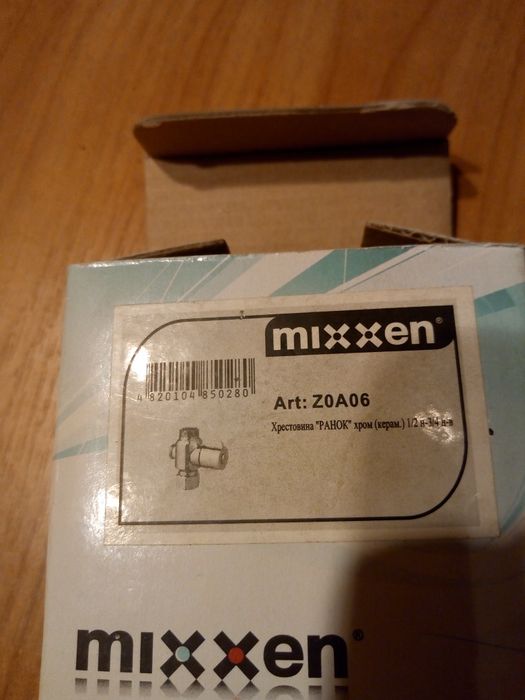 mixxen®
4 820104 850280
Art: Z0A06
Хрестовина "РАНОК" хром (керам.) 1/2 н-3/4 н-в
mixxen®